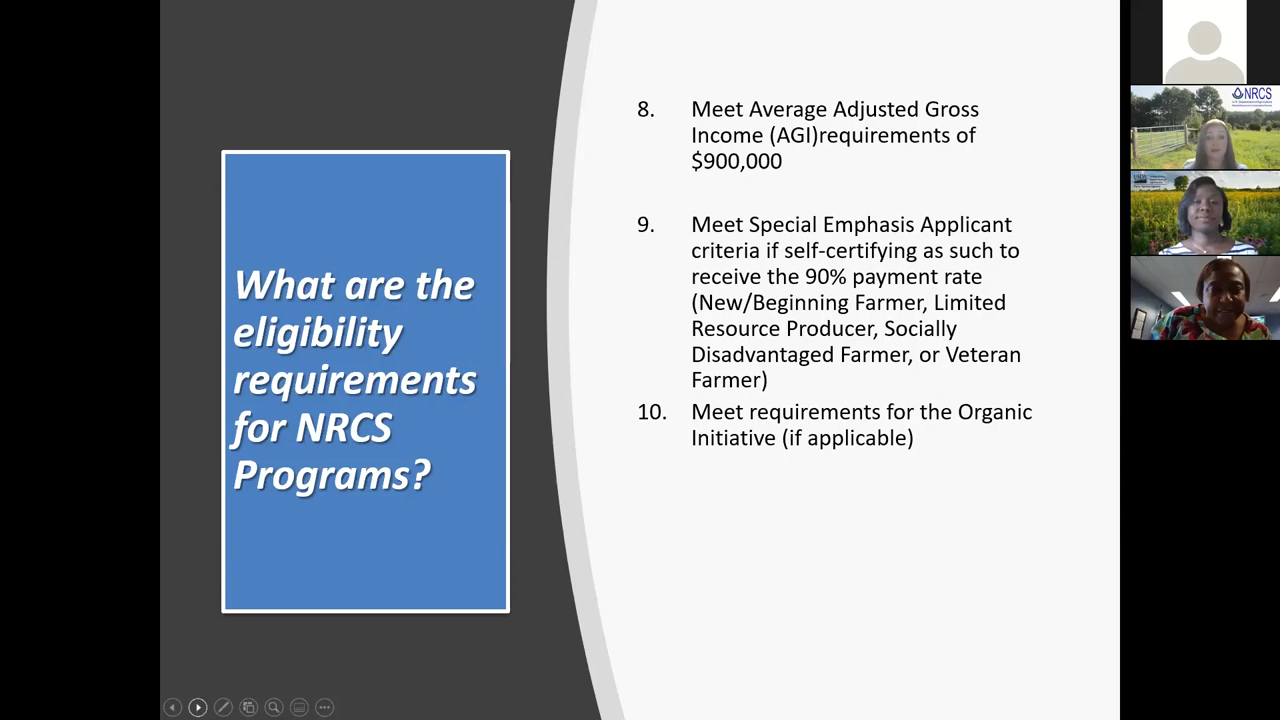 What are the
eligibility
requirements
for NRCS
Programs?
8. Meet Average Adjusted Gross
Income (AGI)requirements of
$900,000
9. Meet Special Emphasis Applicant
criteria if self-certifying as such to
receive the 90% payment rate
(New/Beginning Farmer, Limited
Resource Producer, Socially
Disadvantaged Farmer, or Veteran
Farmer)
10. Meet requirements for the Organic
Initiative (if applicable)
NRCS
USDA